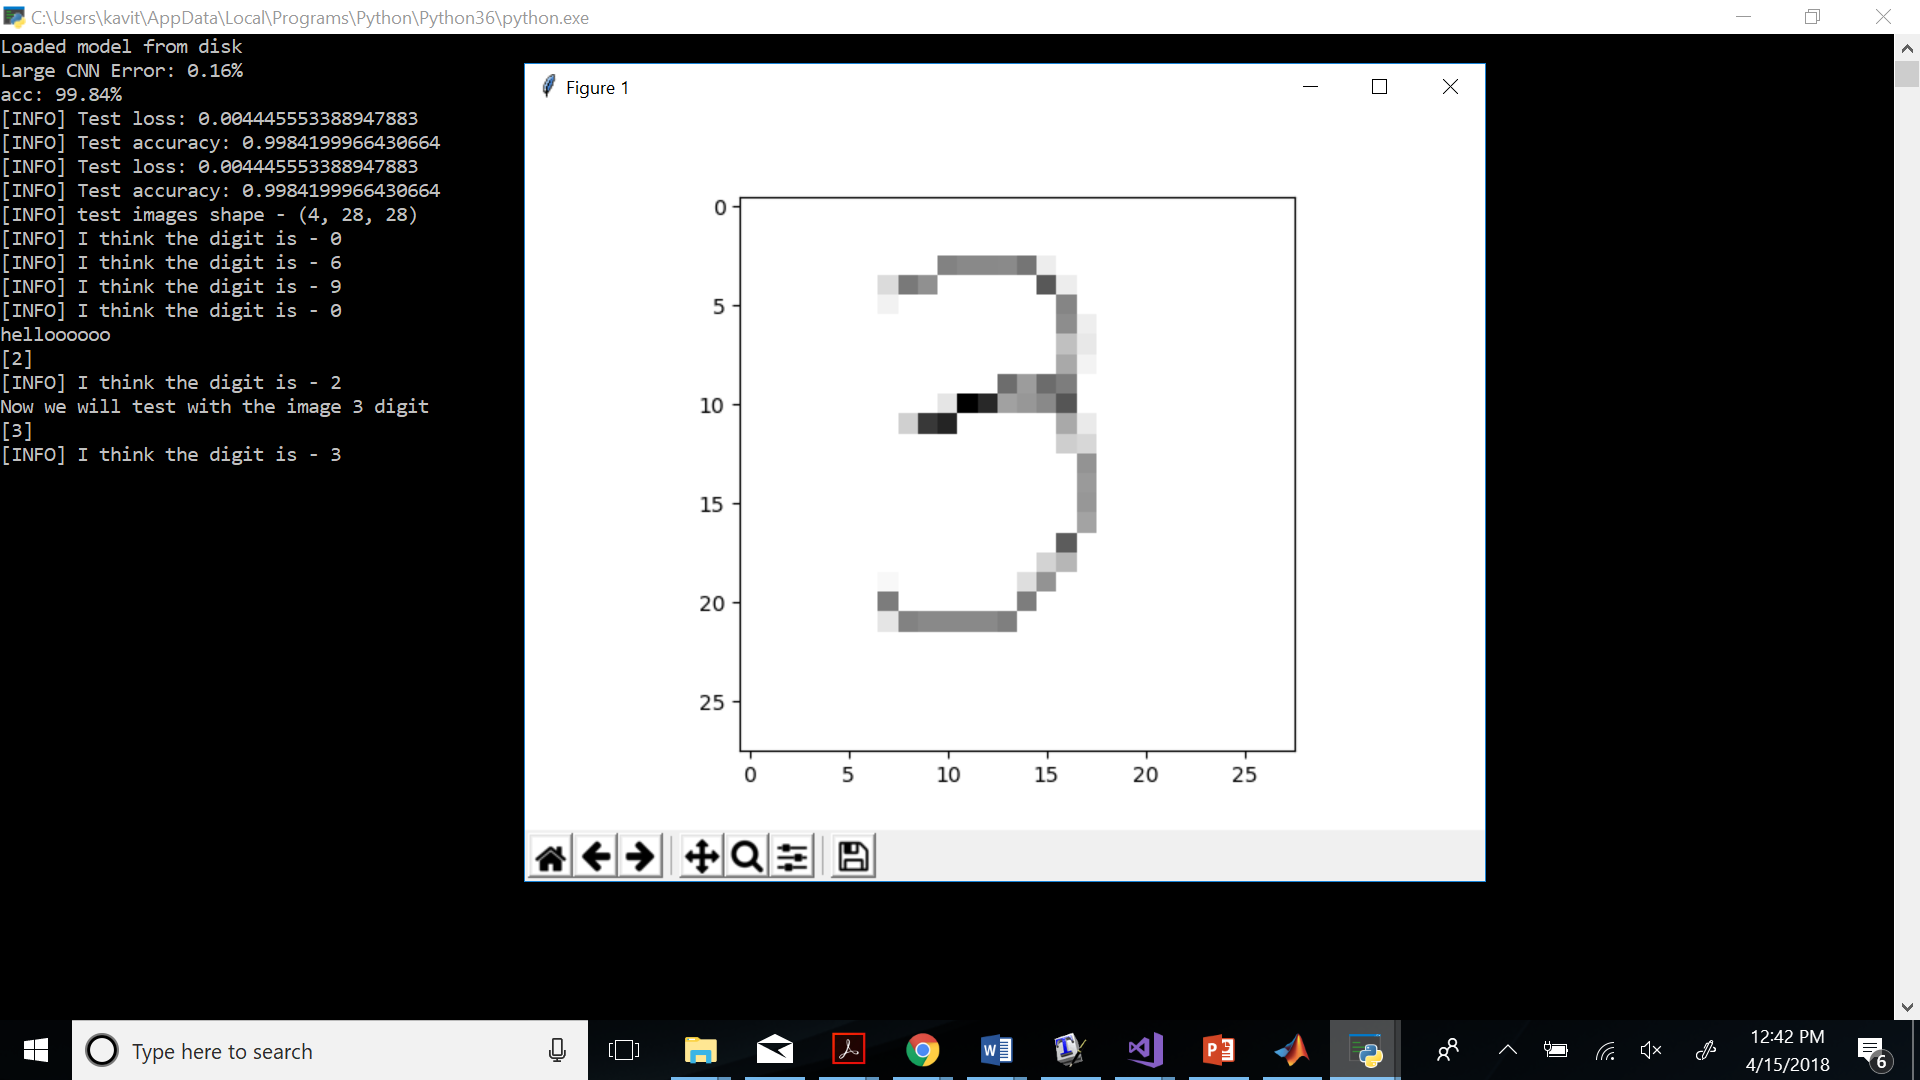 C:\Users\kavit\AppData\Local\Programs\Python\Python36\python.exe
Loaded model from disk
Large CNN Error: 0.16%
acc: 99.84%
[INFO] Test loss: 0.004445553388947883
[INFO] Test accuracy: 0.9984199966430664
[INFO] Test loss: 0.004445553388947883
[INFO] Test accuracy: 0.9984199966430664
[INFO] test images shape - (4, 28, 28)
[INFO] I think the digit is - 0
[INFO] I think the digit is - 6
[INFO] I think the digit is - 9
[INFO] I think the digit is - 0
helloooooo
[2]
[INFO] I think the digit is - 2
Now we will test with the image 3 digit
[3]
[INFO] I think the digit is - 3
Figure 1
0
5
10
15
20
25
0 5 10 15 20 25
3
Type here to search
12:42 PM
4/15/2018
6